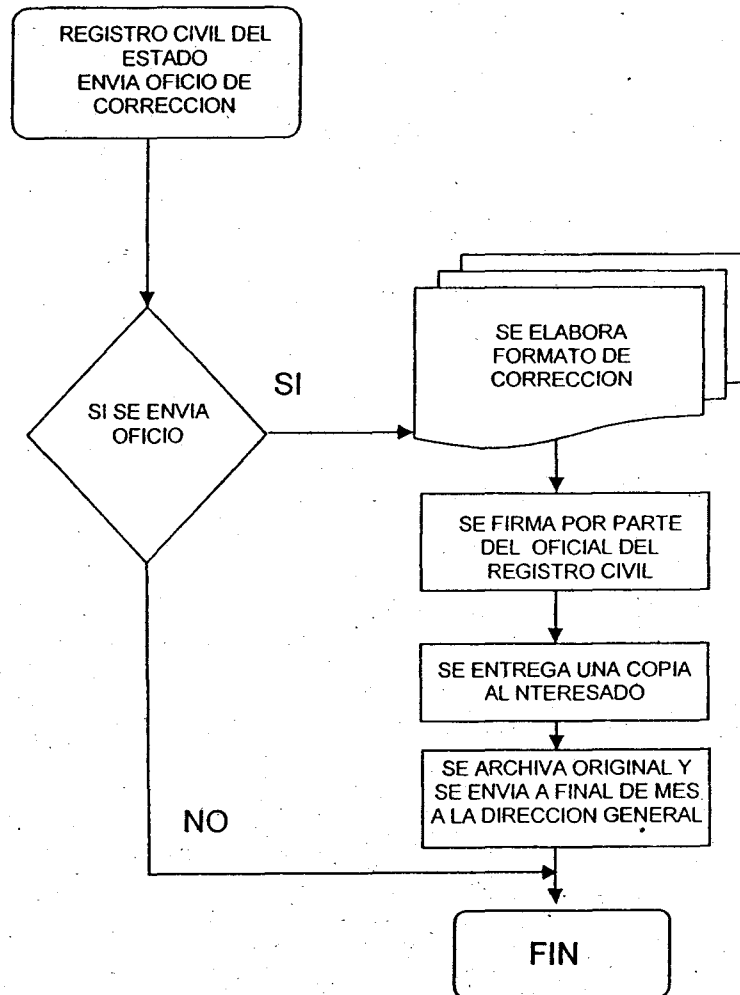 REGISTRO CIVIL DEL
ESTADO
ENVIA OFICIO DE
CORRECCION
SI SE ENVIA
OFICIO
SI
SE ELABORA
FORMATO DE
CORRECCION
SE FIRMA POR PARTE
DEL OFICIAL DEL
REGISTRO CIVIL
SE ENTREGA UNA COPIA
AL NTERESADO
SE ARCHIVA ORIGINAL Y
SE ENVIA A FINAL DE MES
A LA DIRECCION GENERAL
NO
FIN